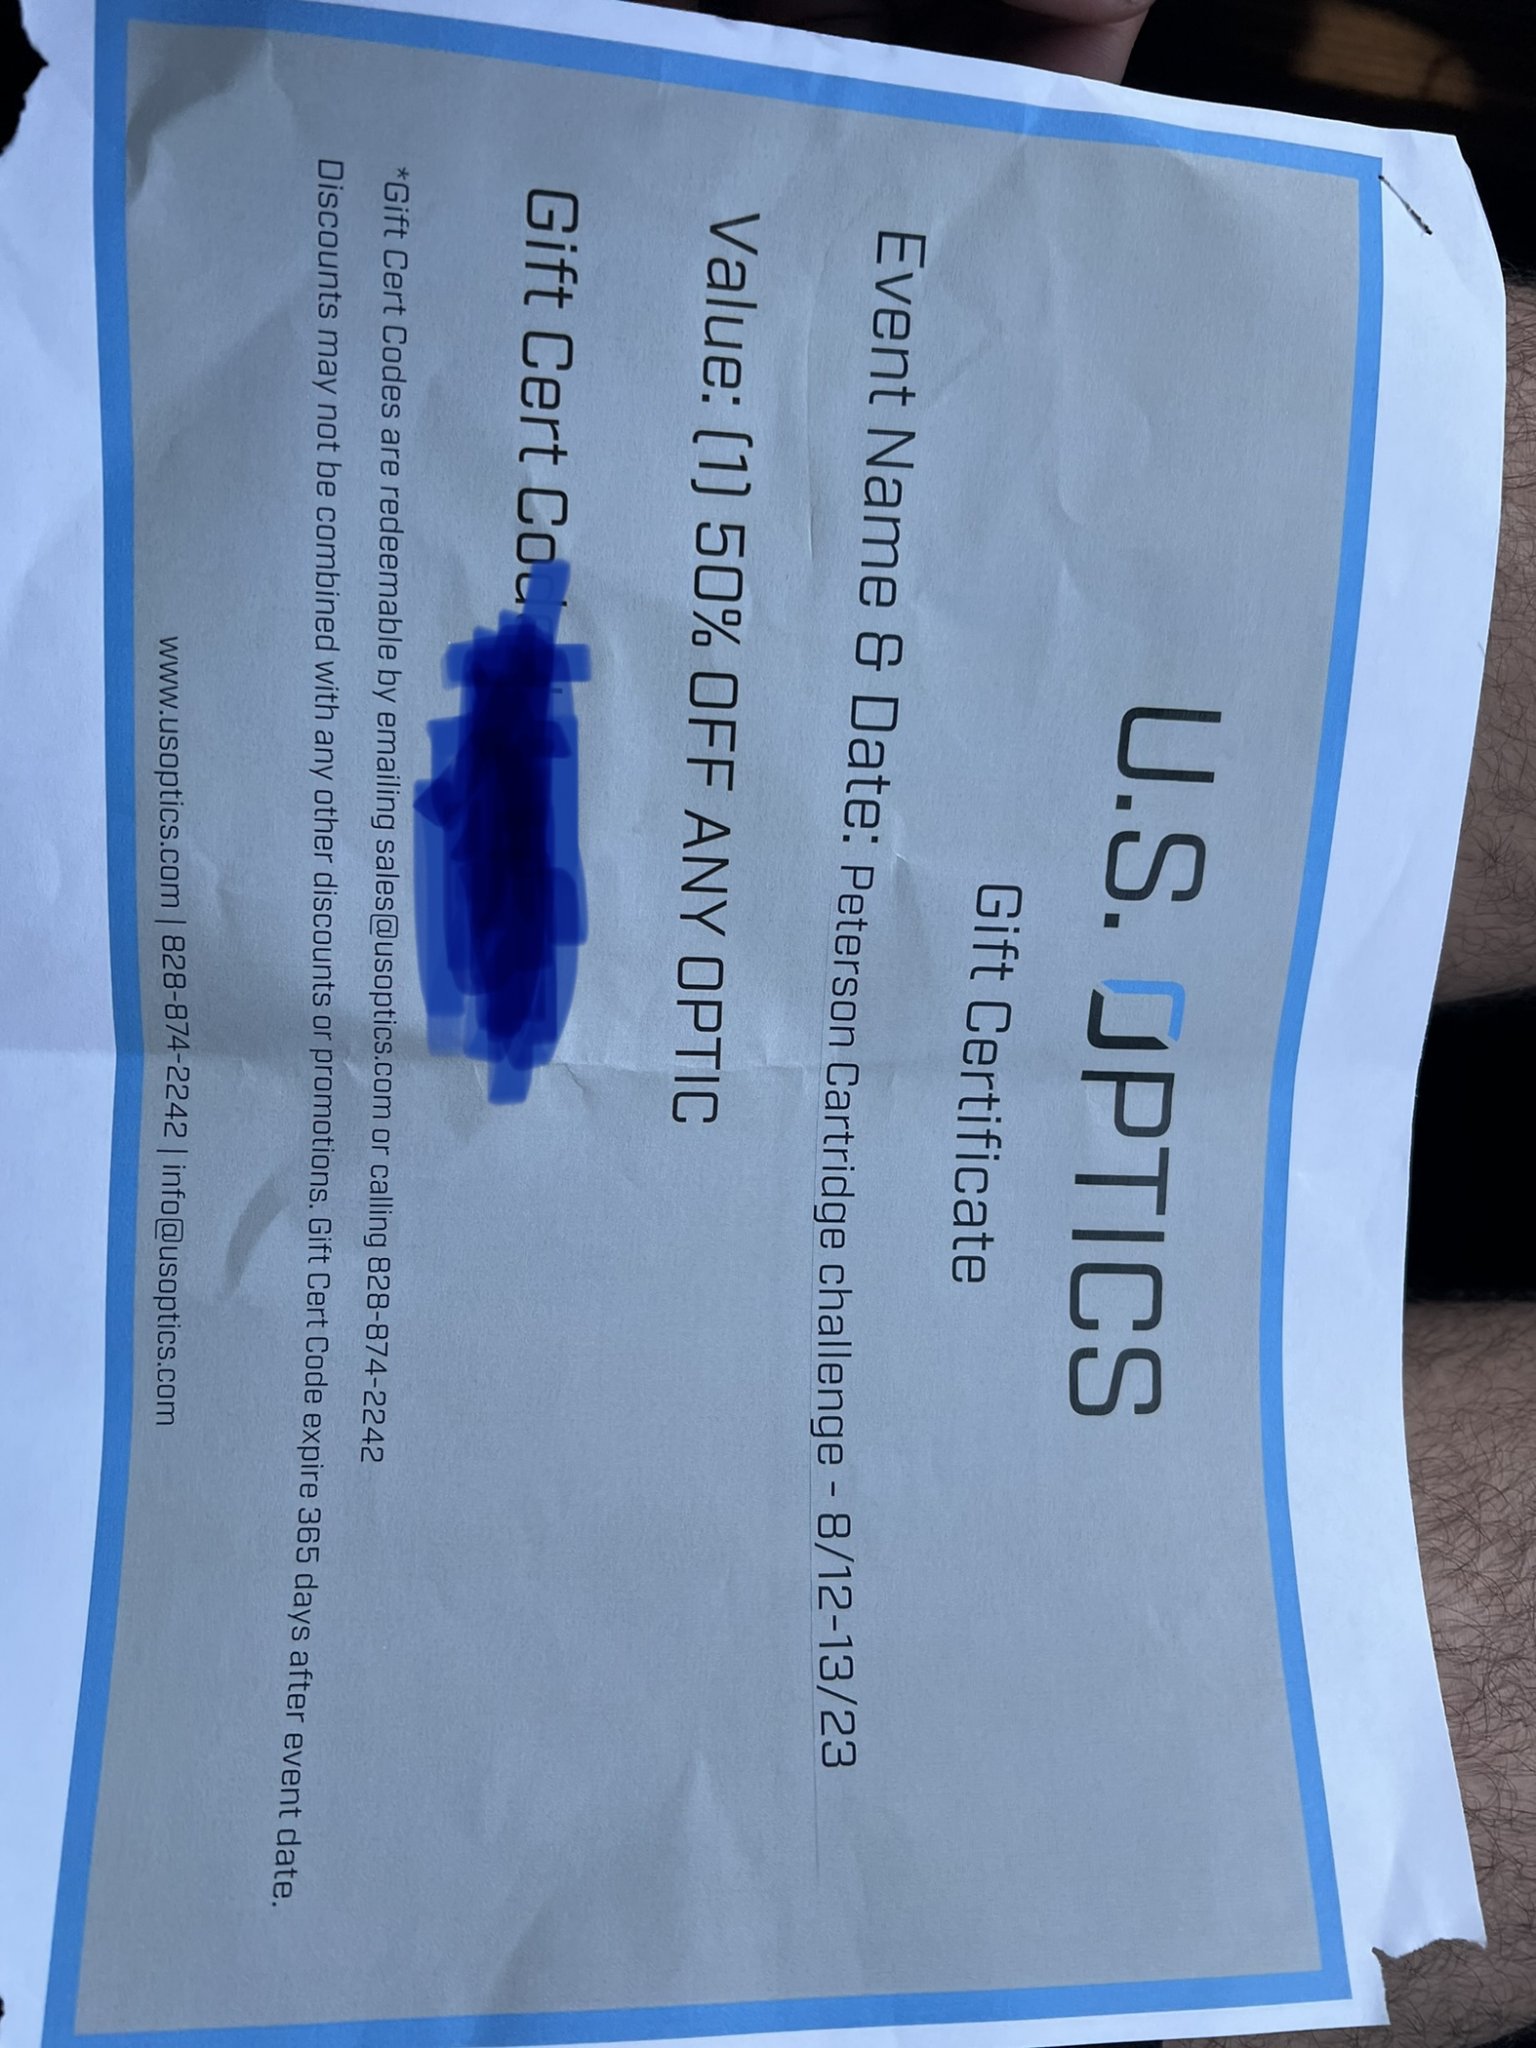 U.S. OPTICS
Gift Certificate
Event Name & Date: Peterson Cartridge challenge - 8/12-13/23
Value: (1) 50% OFF ANY OPTIC
Gift Cert Code
*Gift Cert Codes are redeemable by emailing sales@usoptics.com or calling 828-874-2242
Discounts may not be combined with any other discounts or promotions. Gift Cert Code expire 365 days after event date.
www.usoptics.com | 828-874-2242 | info@usoptics.com